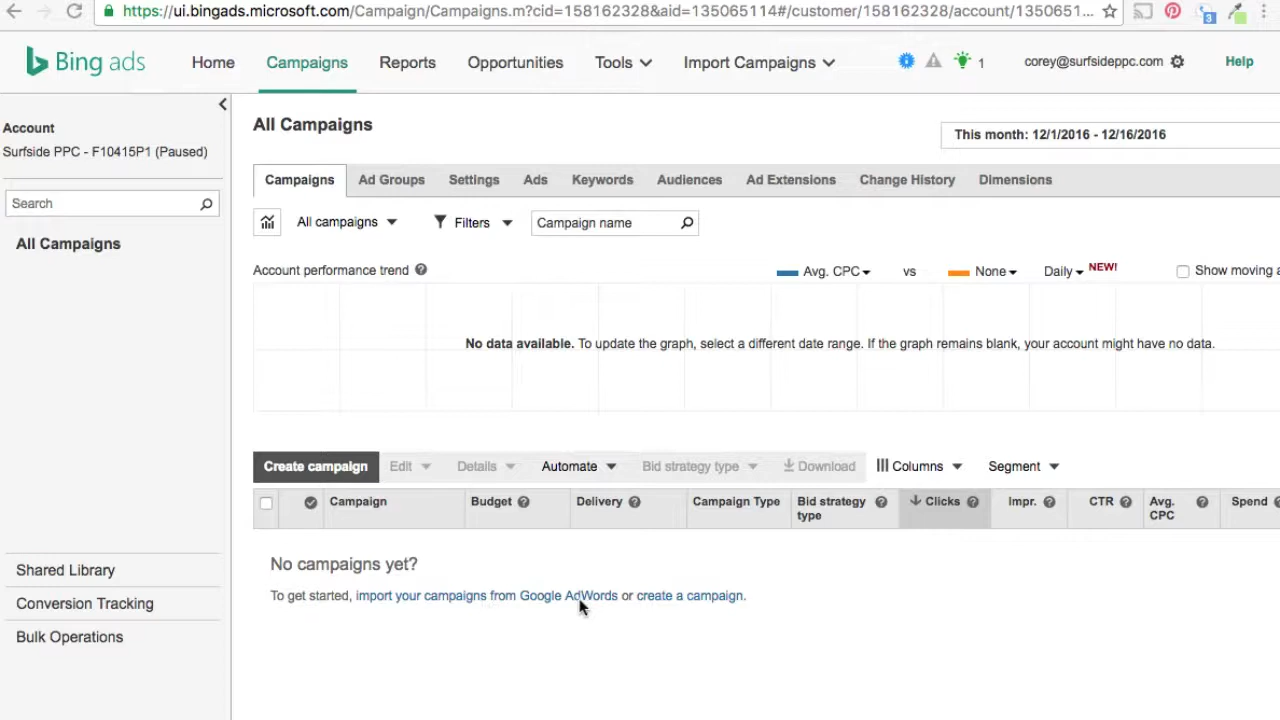 https://ui.bingads.microsoft.com/Campaign/Campaigns.m?cid=158162328&aid=135065114#/customer/158162328/account/1350651...
3
Bing ads
Home Campaigns Reports Opportunities Tools Import Campaigns 1 corey@surfsideppc.com Help
Account
Surfside PPC - F10415P1 (Paused)
Search
All Campaigns
Shared Library
Conversion Tracking
Bulk Operations
All Campaigns
This month: 12/1/2016 - 12/16/2016
Campaigns Ad Groups Settings Ads Keywords Audiences Ad Extensions Change History Dimensions
All campaigns Filters Campaign name
Account performance trend Avg. CPC vs None Daily NEW! Show moving a
No data available. To update the graph, select a different date range. If the graph remains blank, your account might have no data.
Create campaign Edit Details Automate Bid strategy type Download Columns Segment
Campaign Budget Delivery Campaign Type Bid strategy type Clicks Impr. CTR Avg. CPC Spend
No campaigns yet?
To get started, import your campaigns from Google AdWords or create a campaign.